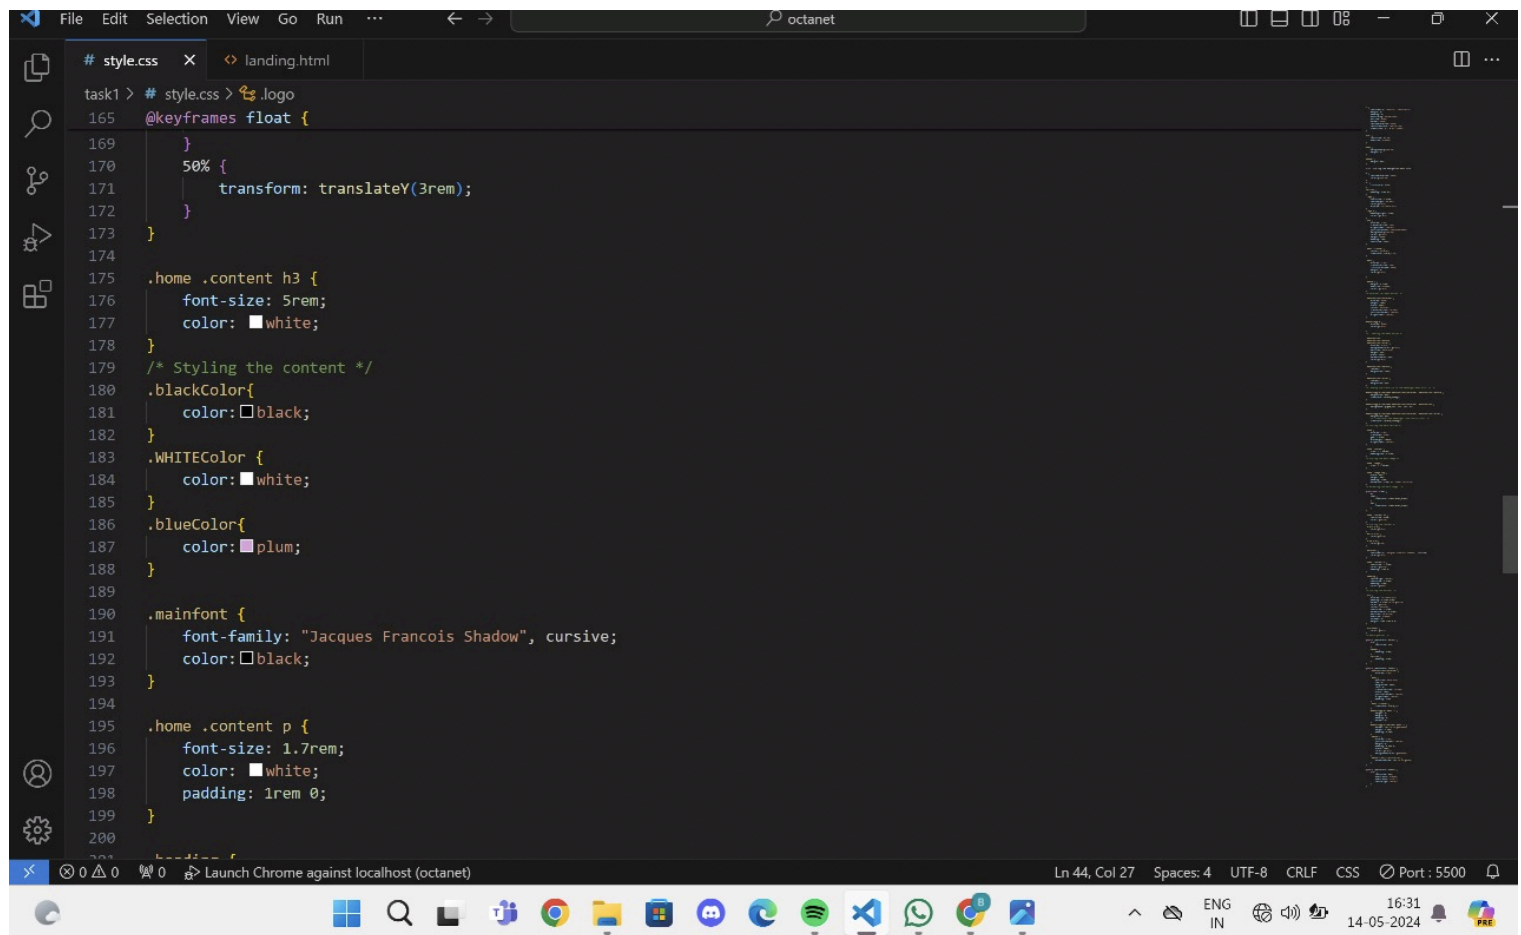 File Edit Selection View Go Run ··· octanet
# style.css × <> landing.html
task1 > # style.css > .logo
165 @keyframes float {
169 }
170 50% {
171 transform: translateY(3rem);
172 }
173 }
174
175 .home .content h3 {
176 font-size: 5rem;
177 color: white;
178 }
179 /* Styling the content */
180 .blackColor{
181 color: black;
182 }
183 .WHITEColor {
184 color: white;
185 }
186 .blueColor{
187 color: plum;
188 }
189
190 .mainfont {
191 font-family: "Jacques Francois Shadow", cursive;
192 color: black;
193 }
194
195 .home .content p {
196 font-size: 1.7rem;
197 color: white;
198 padding: 1rem 0;
199 }
200
0 0 0 Launch Chrome against localhost (octanet) Ln 44, Col 27 Spaces: 4 UTF-8 CRLF CSS Port : 5500
ENG
IN
16:31
14-05-2024
PRE